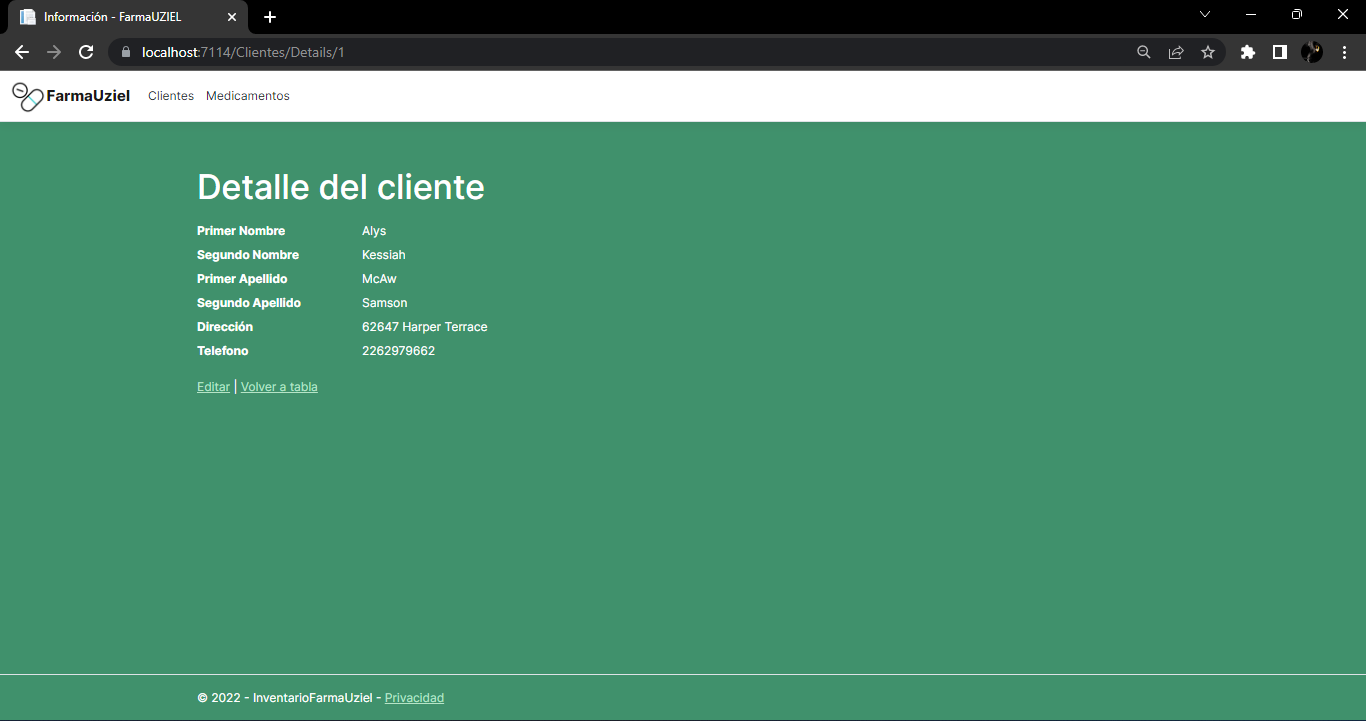 Información - FarmaUZIEL
localhost:7114/Clientes/Details/1
FarmaUziel Clientes Medicamentos
Detalle del cliente
Primer Nombre Alys
Segundo Nombre Kessiah
Primer Apellido McAw
Segundo Apellido Samson
Dirección 62647 Harper Terrace
Telefono 2262979662
Editar | Volver a tabla
© 2022 - InventarioFarmaUziel - Privacidad